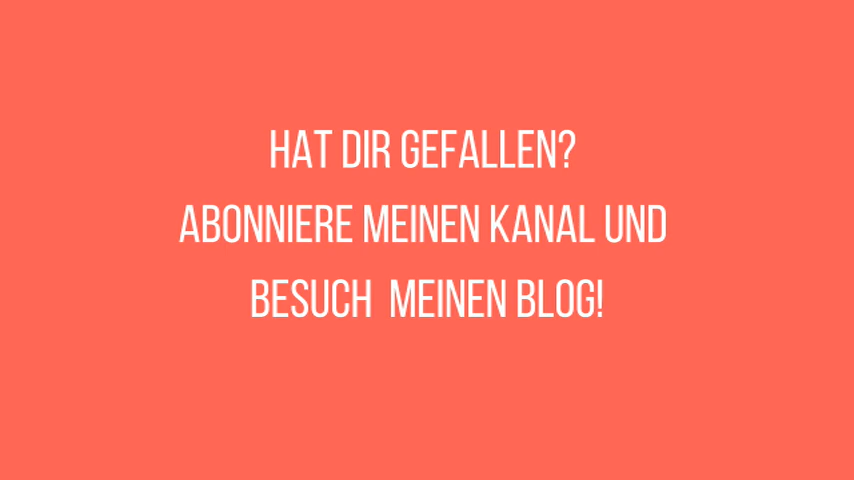 HAT DIR GEFALLEN?
ABONNIERE MEINEN KANAL UND
BESUCH MEINEN BLOG!